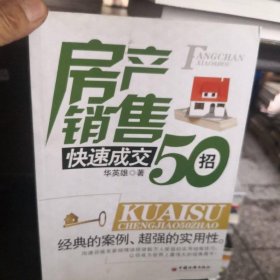 FANGCHAN
XIAOSHOU
房产
销售
快速成交50招
华英雄◎著
KUAISU
CHENGJIAO50ZHAO
经典的案例、超强的实用性。